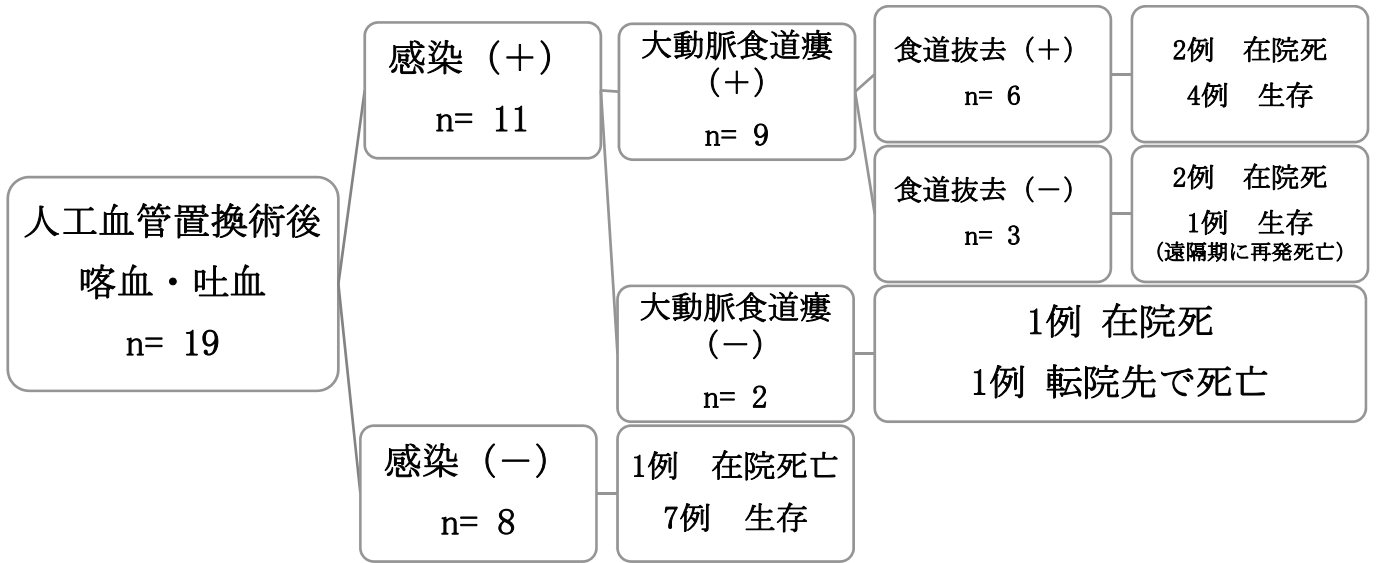 人工血管置換術後
喀血・吐血
n= 19
感染（＋）
n= 11
大動脈食道瘻
（＋）
n= 9
食道抜去（＋）
n= 6
2例　在院死
4例　生存
食道抜去（－）
n= 3
2例　在院死
1例　生存
(遠隔期に再発死亡)
大動脈食道瘻
（－）
n= 2
1例 在院死
1例 転院先で死亡
感染（－）
n= 8
1例　在院死亡
7例　生存